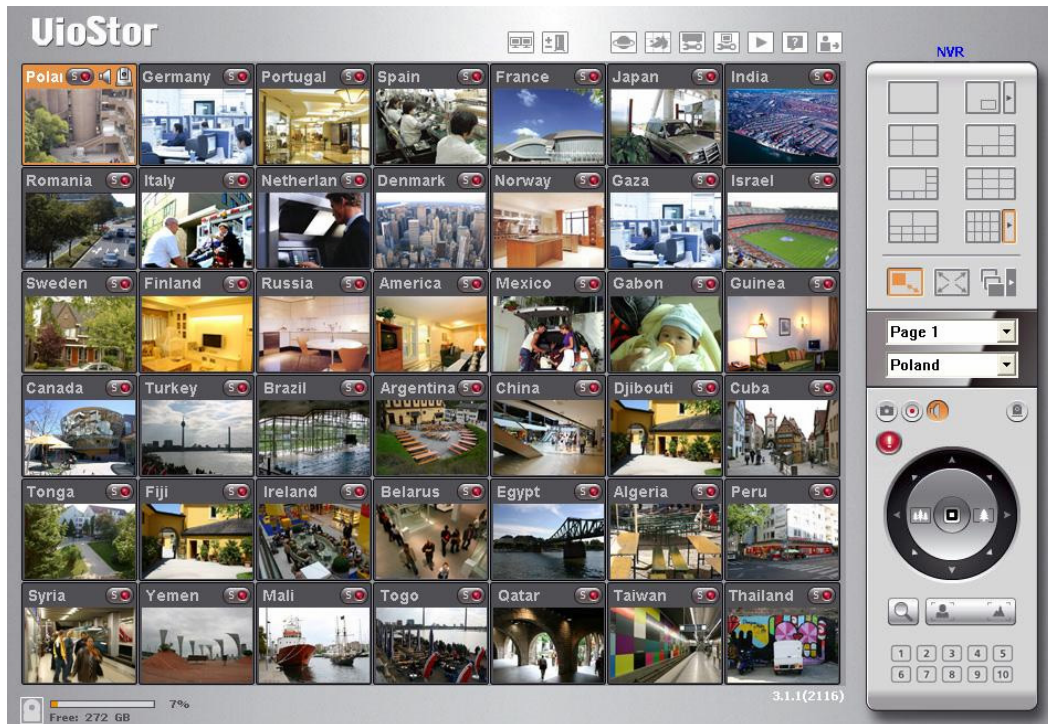 VioStor
NVR
Polar S Germany S Portugal S Spain S France S Japan S India S
Romania S Italy S Netherlan S Denmark S Norway S Gaza S Israel S
Sweden S Finland S Russia S America S Mexico S Gabon S Guinea S
Canada S Turkey S Brazil S Argentina S China S Djibouti S Cuba S
Tonga S Fiji S Ireland S Belarus S Egypt S Algeria S Peru S
Syria S Yemen S Mali S Togo S Qatar S Taiwan S Thailand S
Page 1
Poland
1 2 3 4 5
6 7 8 9 10
7%
Free: 272 GB
3.1.1(2116)